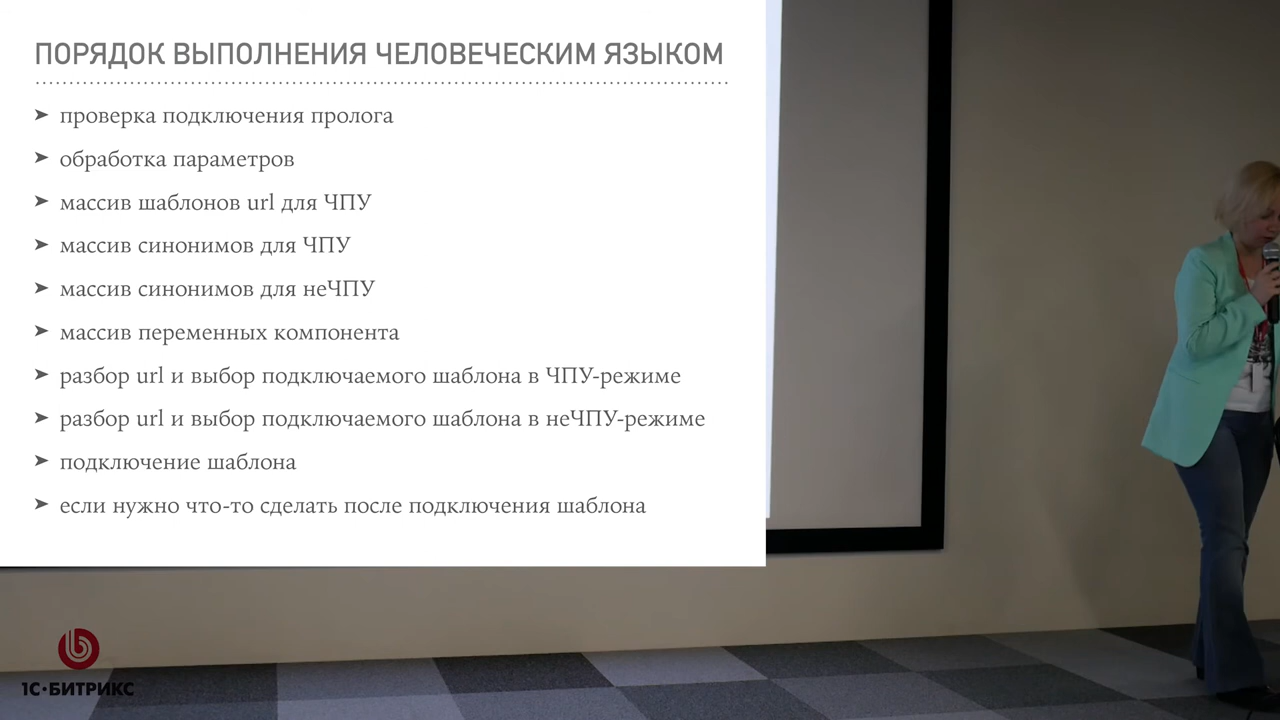 ПОРЯДОК ВЫПОЛНЕНИЯ ЧЕЛОВЕЧЕСКИМ ЯЗЫКОМ
проверка подключения пролога
обработка параметров
массив шаблонов url для ЧПУ
массив синонимов для ЧПУ
массив синонимов для неЧПУ
массив переменных компонента
разбор url и выбор подключаемого шаблона в ЧПУ-режиме
разбор url и выбор подключаемого шаблона в неЧПУ-режиме
подключение шаблона
если нужно что-то сделать после подключения шаблона
1С·БИТРИКС